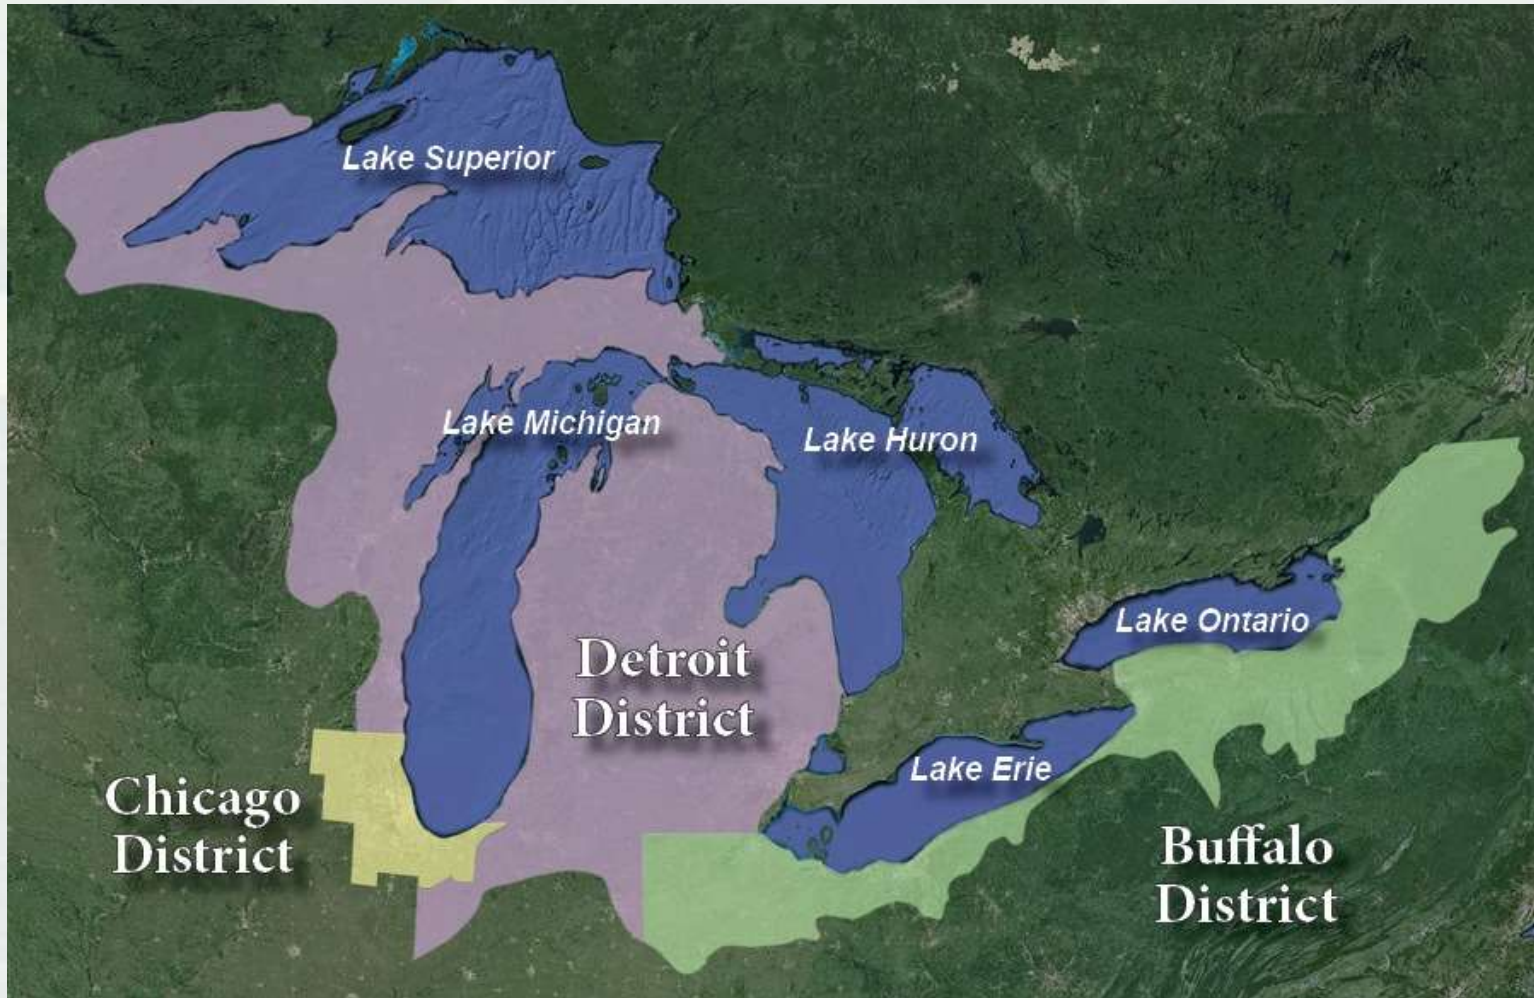 Lake Superior
Lake Michigan
Lake Huron
Lake Ontario
Detroit
District
Lake Erie
Chicago
District
Buffalo
District